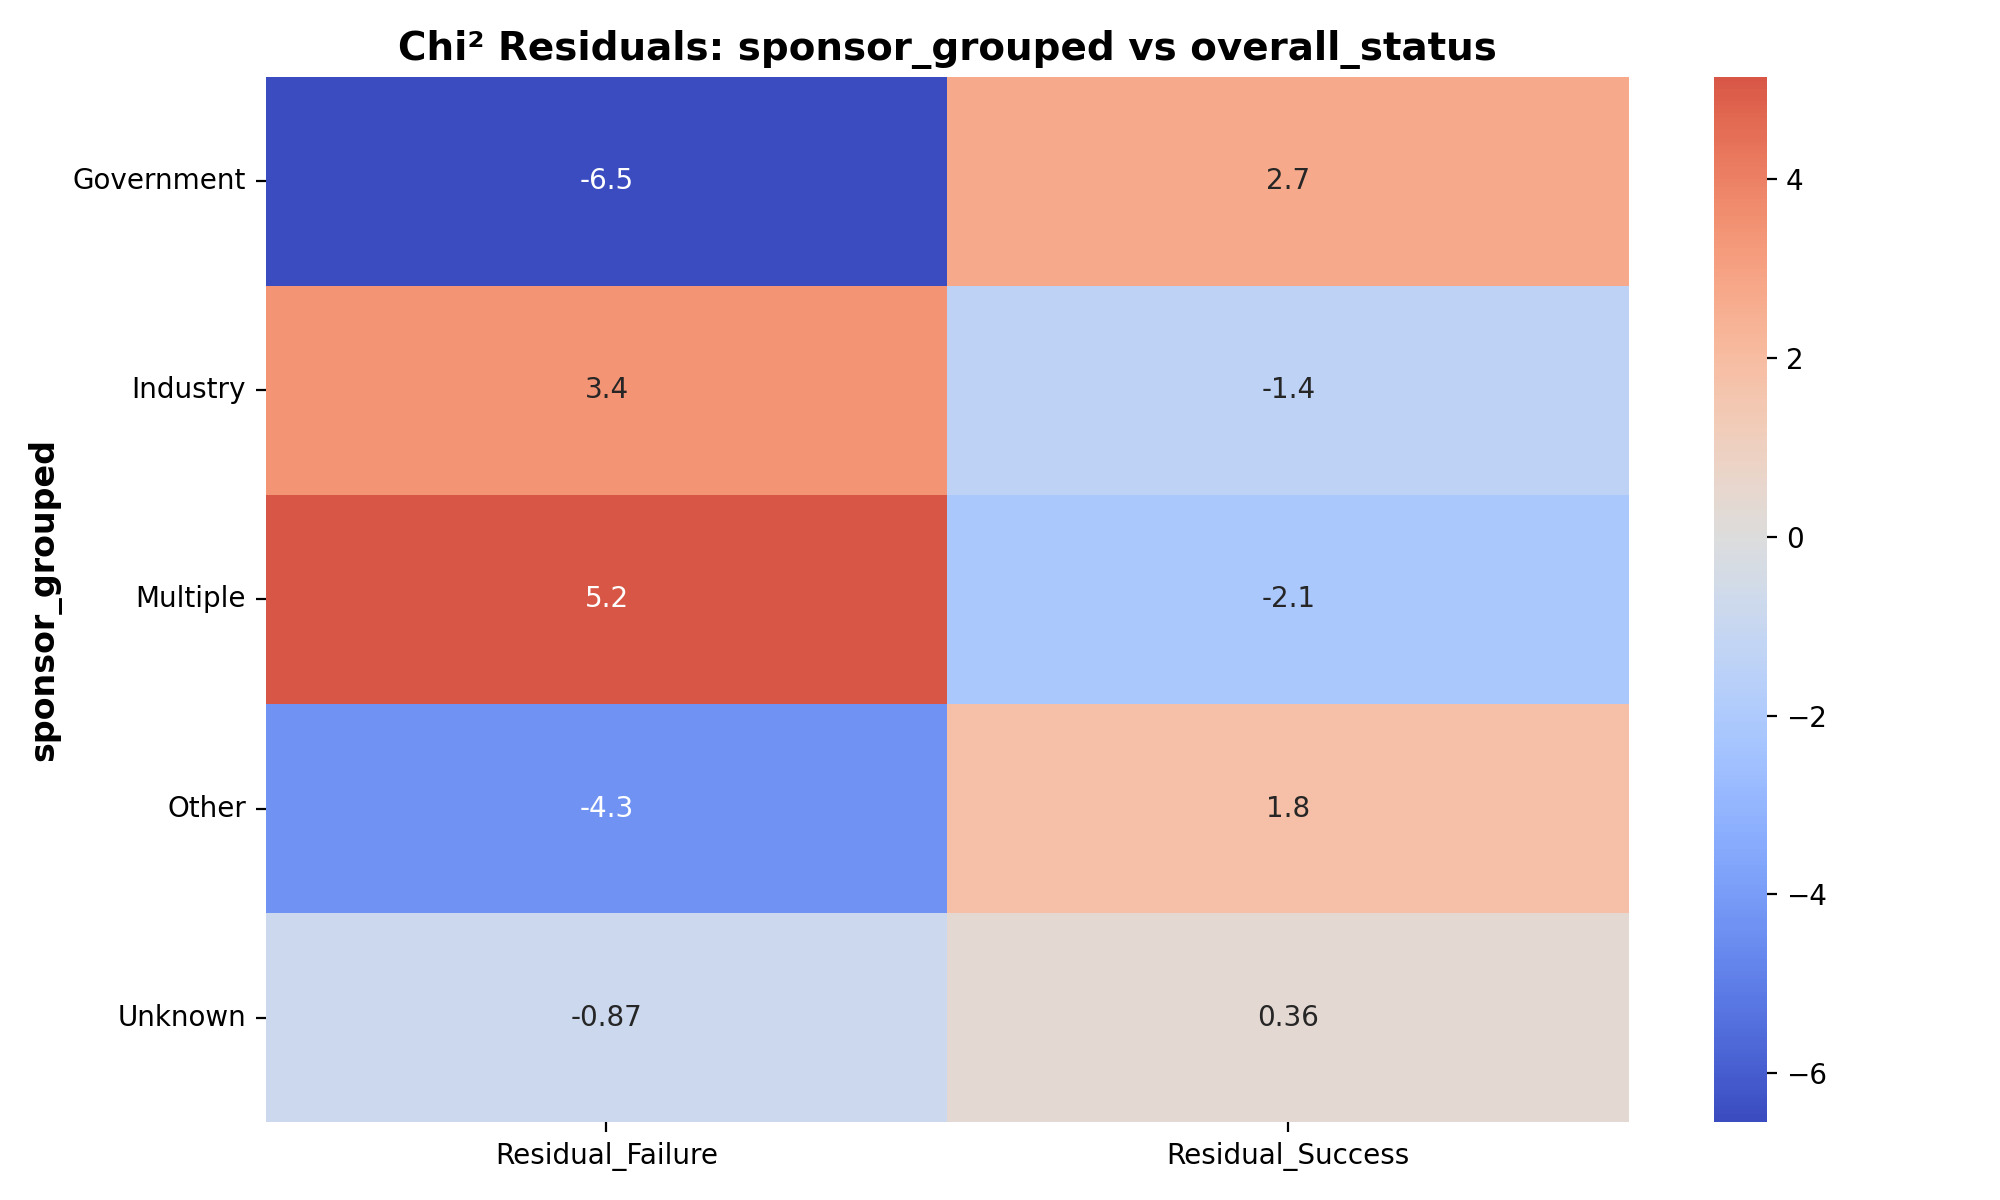 Chi² Residuals: sponsor_grouped vs overall_status
sponsor_grouped
Government
-6.5
2.7
Industry
3.4
-1.4
Multiple
5.2
-2.1
Other
-4.3
1.8
Unknown
-0.87
0.36
Residual_Failure
Residual_Success
4
2
0
−2
−4
−6